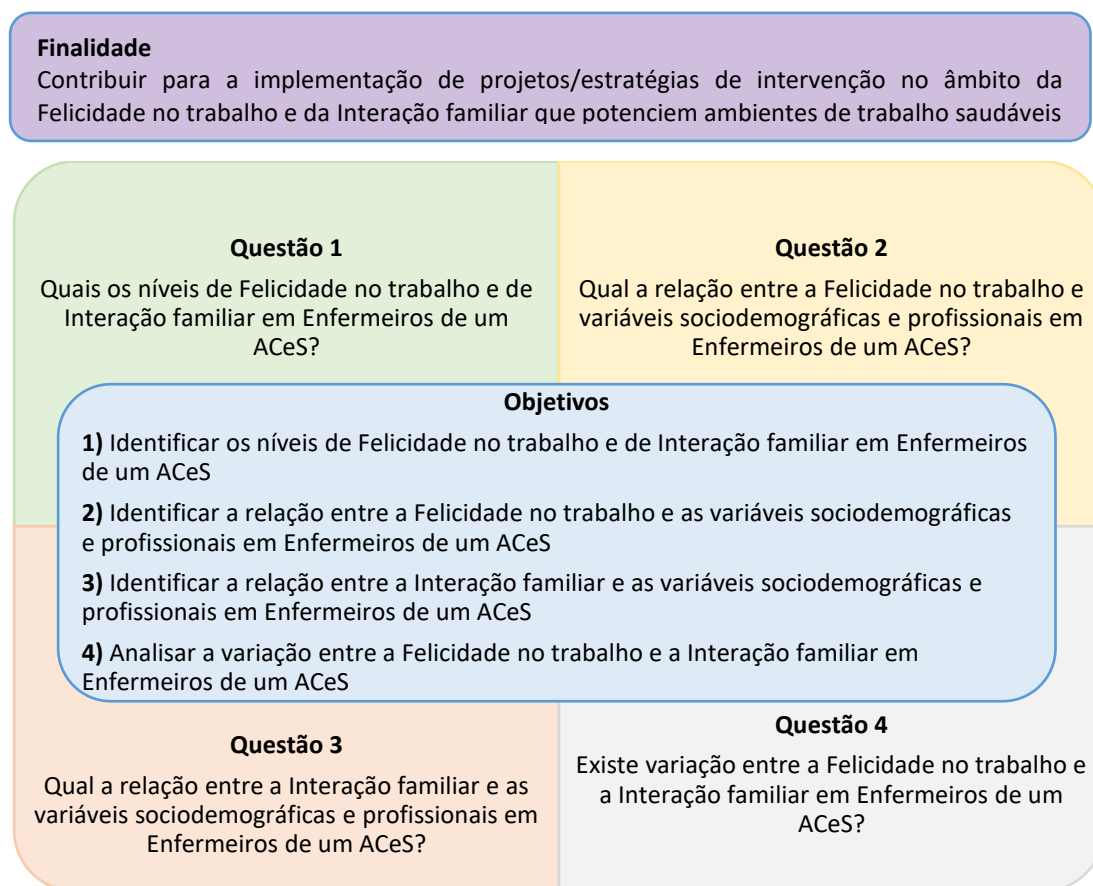 Finalidade
Contribuir para a implementação de projetos/estratégias de intervenção no âmbito da
Felicidade no trabalho e da Interação familiar que potenciem ambientes de trabalho saudáveis
Questão 1
Quais os níveis de Felicidade no trabalho e de
Interação familiar em Enfermeiros de um
ACeS?
Questão 2
Qual a relação entre a Felicidade no trabalho e
variáveis sociodemográficas e profissionais em
Enfermeiros de um ACeS?
Objetivos
1) Identificar os níveis de Felicidade no trabalho e de Interação familiar em Enfermeiros
de um ACeS
2) Identificar a relação entre a Felicidade no trabalho e as variáveis sociodemográficas
e profissionais em Enfermeiros de um ACeS
3) Identificar a relação entre a Interação familiar e as variáveis sociodemográficas e
profissionais em Enfermeiros de um ACeS
4) Analisar a variação entre a Felicidade no trabalho e a Interação familiar em
Enfermeiros de um ACeS
Questão 3
Qual a relação entre a Interação familiar e as
variáveis sociodemográficas e profissionais em
Enfermeiros de um ACeS?
Questão 4
Existe variação entre a Felicidade no trabalho e
a Interação familiar em Enfermeiros de um
ACeS?